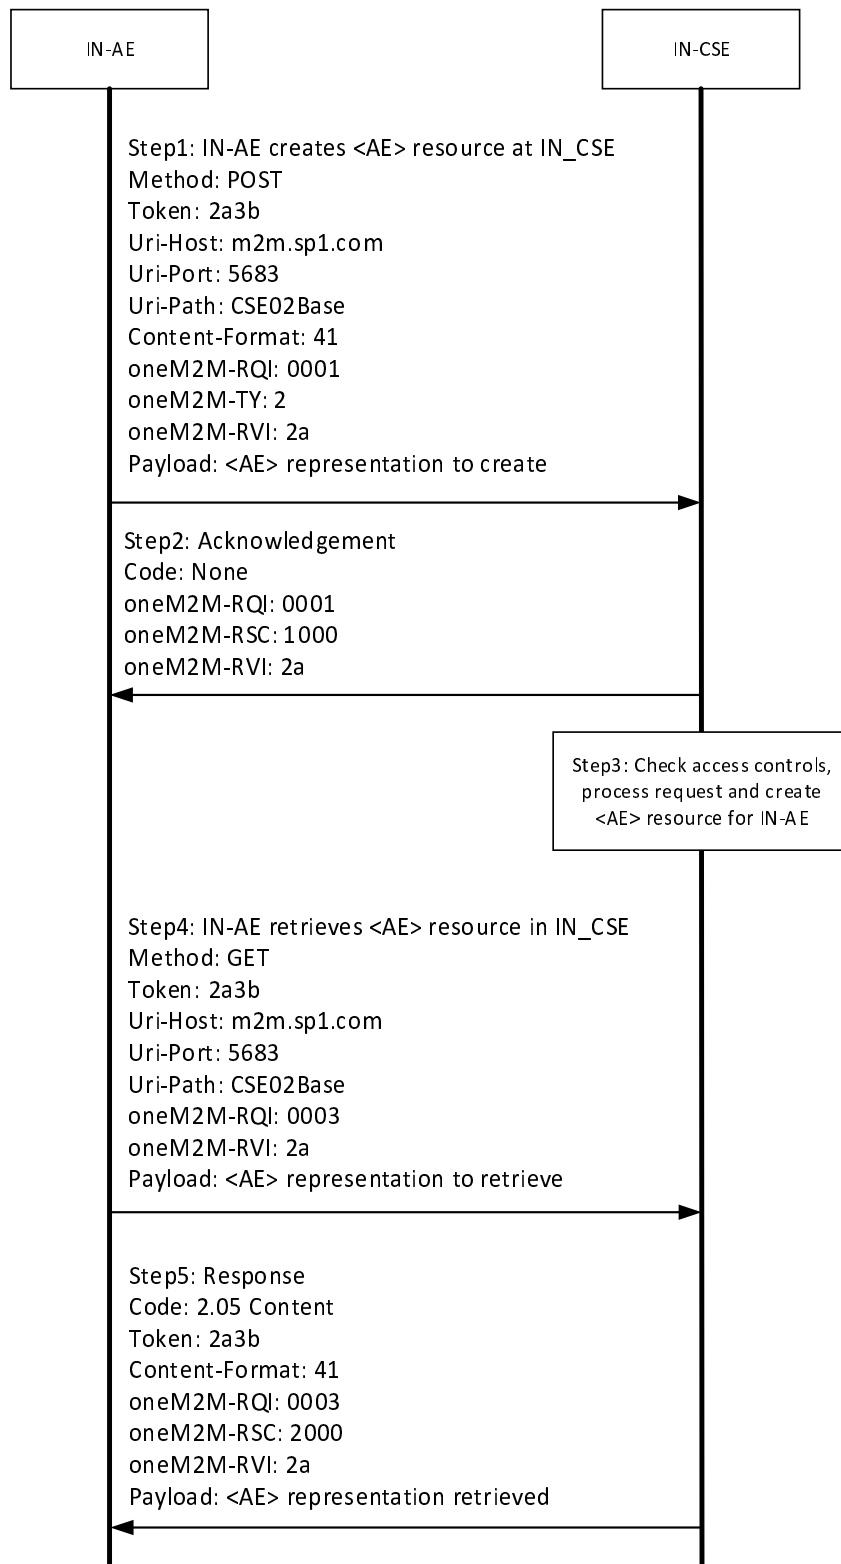 IN-AE
IN-CSE
Step1: IN-AE creates <AE> resource at IN_CSE
Method: POST
Token: 2a3b
Uri-Host: m2m.sp1.com
Uri-Port: 5683
Uri-Path: CSE02Base
Content-Format: 41
oneM2M-RQI: 0001
oneM2M-TY: 2
oneM2M-RVI: 2a
Payload: <AE> representation to create
Step2: Acknowledgement
Code: None
oneM2M-RQI: 0001
oneM2M-RSC: 1000
oneM2M-RVI: 2a
Step3: Check access controls,
process request and create
<AE> resource for IN-AE
Step4: IN-AE retrieves <AE> resource in IN_CSE
Method: GET
Token: 2a3b
Uri-Host: m2m.sp1.com
Uri-Port: 5683
Uri-Path: CSE02Base
oneM2M-RQI: 0003
oneM2M-RVI: 2a
Payload: <AE> representation to retrieve
Step5: Response
Code: 2.05 Content
Token: 2a3b
Content-Format: 41
oneM2M-RQI: 0003
oneM2M-RSC: 2000
oneM2M-RVI: 2a
Payload: <AE> representation retrieved